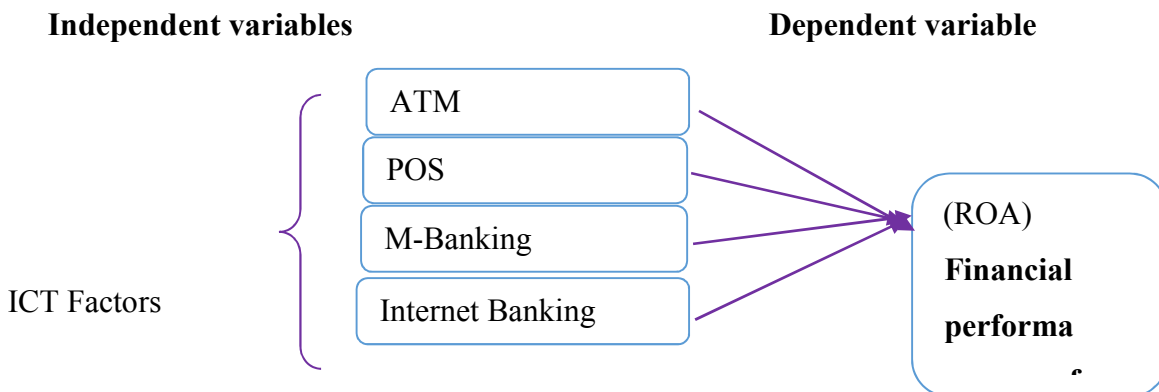 Independent variables
Dependent variable
ATM
POS
M-Banking
Internet Banking
ICT Factors
(ROA)
Financial
performa